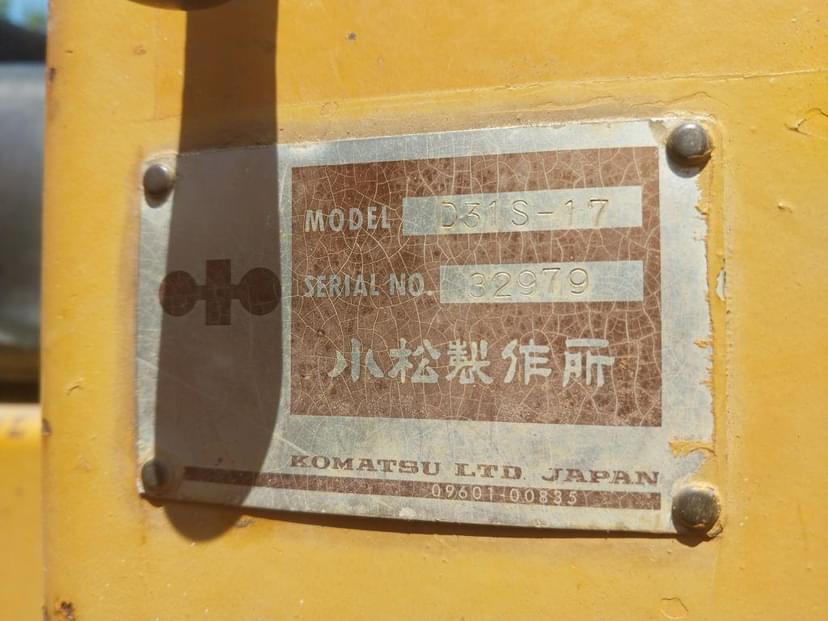 MODEL D31S-17
SERIAL NO. 32979
小松製作所
KOMATSU LTD. JAPAN
09601-00835